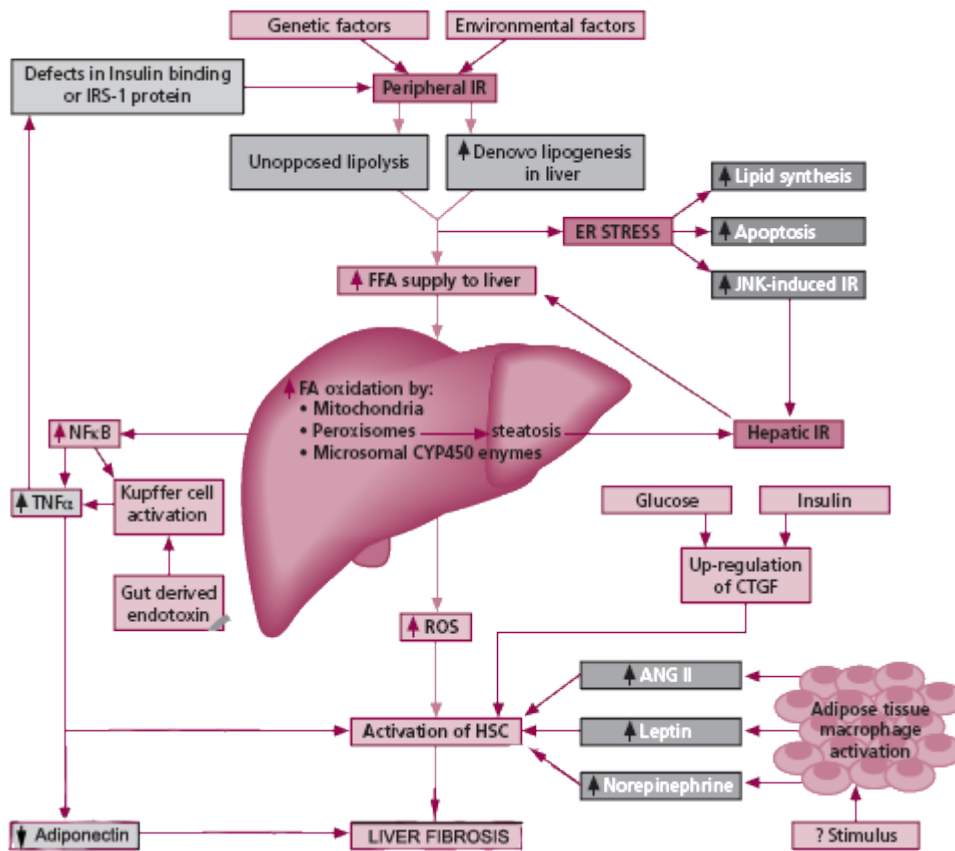 Genetic factors
Environmental factors
Defects in Insulin binding
or IRS-1 protein
Peripheral IR
Unopposed lipolysis
Denovo lipogenesis
in liver
Lipid synthesis
ER STRESS
Apoptosis
JNK-induced IR
FFA supply to liver
FA oxidation by:
• Mitochondria
• Peroxisomes
• Microsomal CYP450 enymes
steatosis
Hepatic IR
NFκB
TNFα
Kupffer cell
activation
Gut derived
endotoxin
Glucose
Insulin
Up-regulation
of CTGF
ROS
ANG II
Activation of HSC
Leptin
Norepinephrine
Adipose tissue
macrophage
activation
Adiponectin
LIVER FIBROSIS
? Stimulus